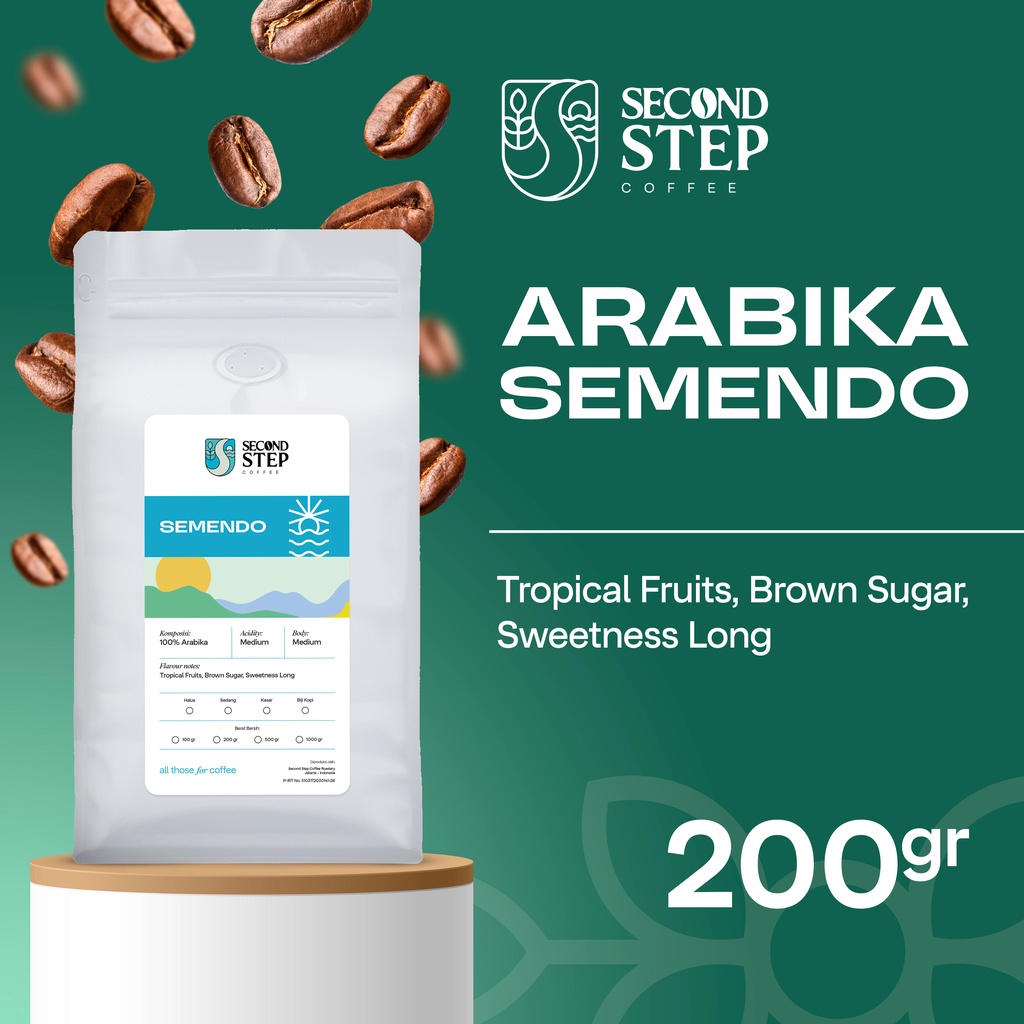 SECOND
STEP
COFFEE
ARABIKA
SEMENDO
Tropical Fruits, Brown Sugar,
Sweetness Long
200gr
SECOND
STEP
COFFEE
SEMENDO
Komposisi: Acidity: Body:
100% Arabika Medium Medium
Flavour notes:
Tropical Fruits, Brown Sugar, Sweetness Long
Halus Sedang Kasar Biji Kopi
Berat Bersih:
100 gr 200 gr 500 gr 1000 gr
Diproduksi oleh:
all those for coffee
Second Step Coffee Roastery
Jakarta - Indonesia
P-IRT No.